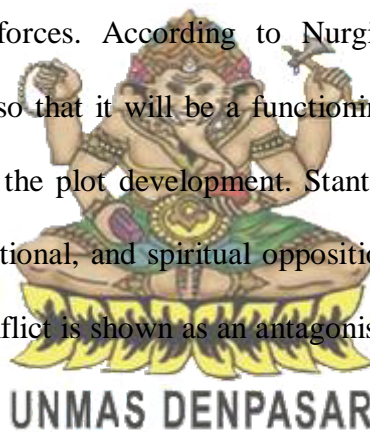 forces. According to Nurgi
so that it will be a functionin
the plot development. Stant
tional, and spiritual oppositio
nflict is shown as an antagonis
UNMAS DENPASAR